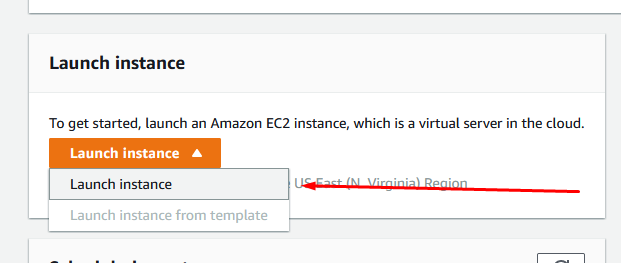 Launch instance
To get started, launch an Amazon EC2 instance, which is a virtual server in the cloud.
Launch instance
Launch instance
US East (N. Virginia) Region
Launch instance from template